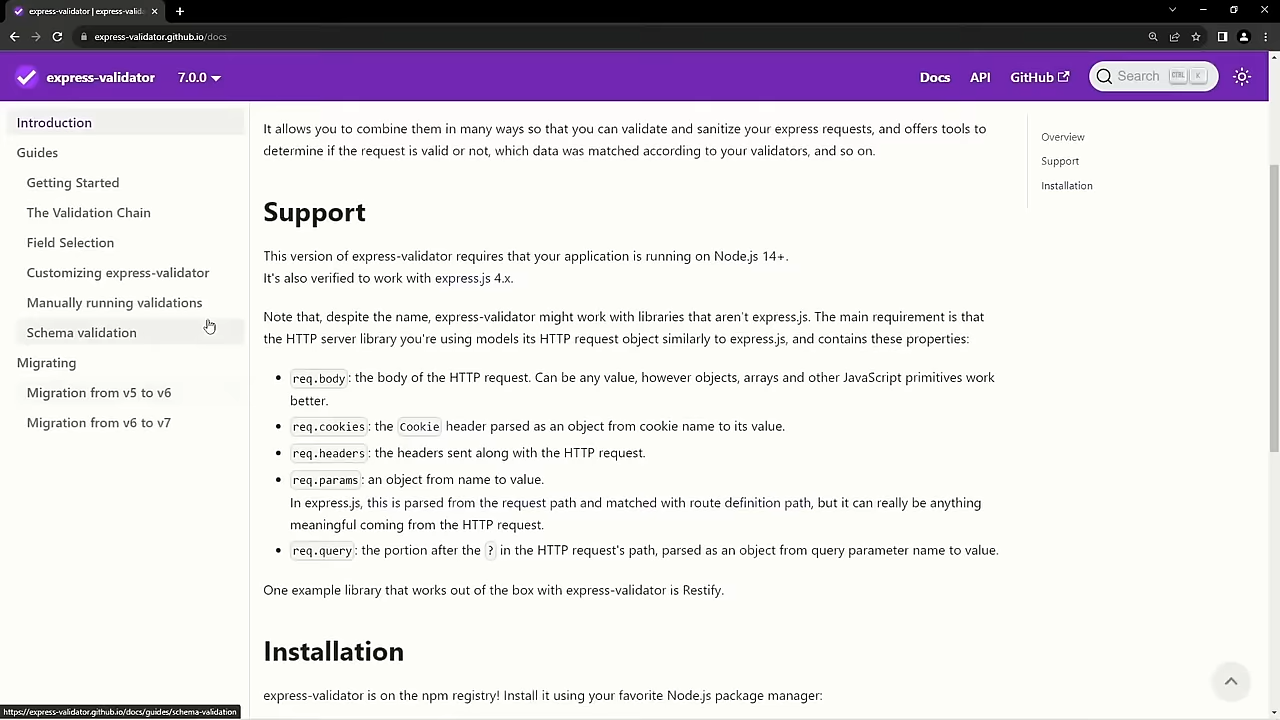 express-validator | express-valida
express-validator.github.io/docs
express-validator
7.0.0
Docs
API
GitHub
Search
CTRL
K
Introduction
Guides
Getting Started
The Validation Chain
Field Selection
Customizing express-validator
Manually running validations
Schema validation
Migrating
Migration from v5 to v6
Migration from v6 to v7
It allows you to combine them in many ways so that you can validate and sanitize your express requests, and offers tools to
determine if the request is valid or not, which data was matched according to your validators, and so on.
Support
This version of express-validator requires that your application is running on Node.js 14+.
It's also verified to work with express.js 4.x.
Note that, despite the name, express-validator might work with libraries that aren't express.js. The main requirement is that
the HTTP server library you're using models its HTTP request object similarly to express.js, and contains these properties:
req.body: the body of the HTTP request. Can be any value, however objects, arrays and other JavaScript primitives work
better.
req.cookies: the Cookie header parsed as an object from cookie name to its value.
req.headers: the headers sent along with the HTTP request.
req.params: an object from name to value.
In express.js, this is parsed from the request path and matched with route definition path, but it can really be anything
meaningful coming from the HTTP request.
req.query: the portion after the ? in the HTTP request's path, parsed as an object from query parameter name to value.
One example library that works out of the box with express-validator is Restify.
Installation
express-validator is on the npm registry! Install it using your favorite Node.js package manager:
Overview
Support
Installation
https://express-validator.github.io/docs/guides/schema-validation